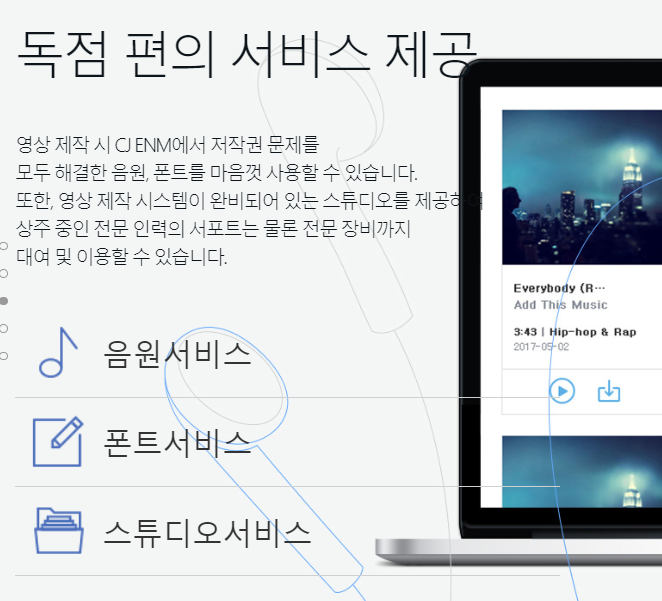 독점 편의 서비스 제공
영상 제작 시 CJ ENM에서 저작권 문제를
모두 해결한 음원, 폰트를 마음껏 사용할 수 있습니다.
또한, 영상 제작 시스템이 완비되어 있는 스튜디오를 제공하여
상주 중인 전문 인력의 서포트는 물론 전문 장비까지
대여 및 이용할 수 있습니다.
음원서비스
폰트서비스
스튜디오서비스
Everybody (R···
Add This Music
3:43 | Hip-hop & Rap
2017-05-02